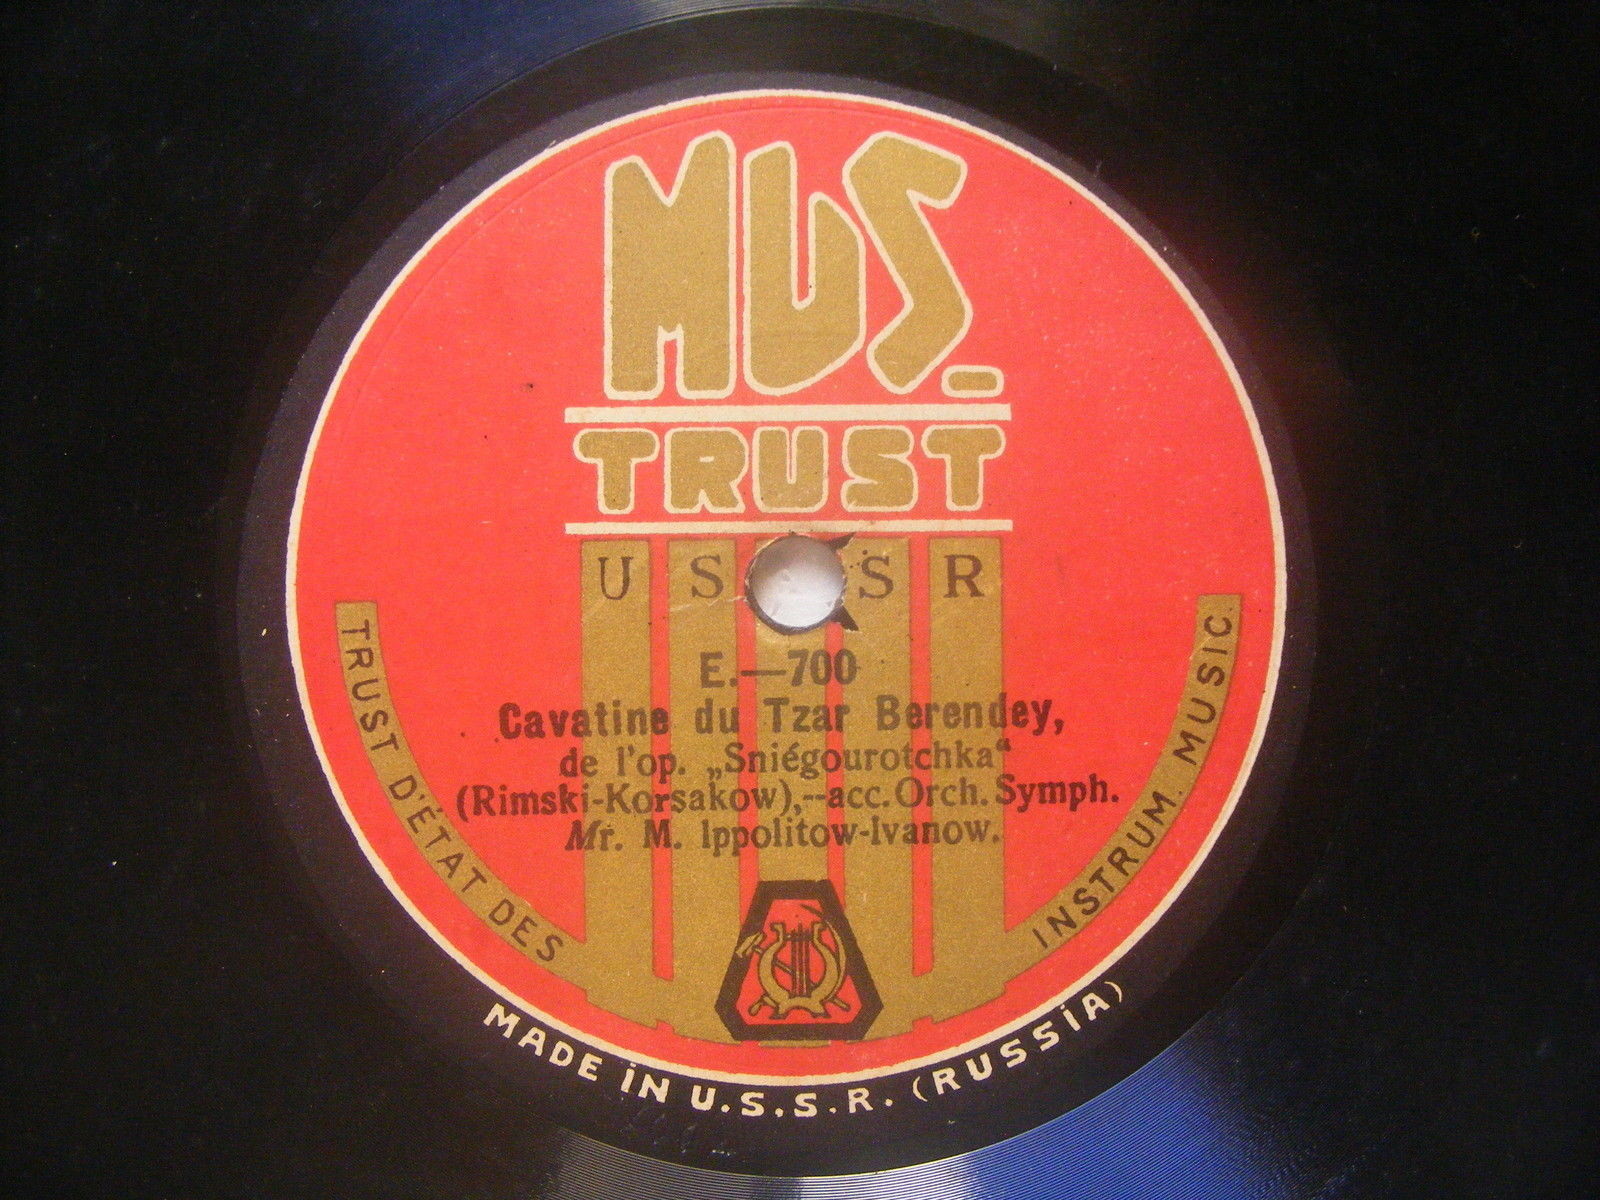 MUS.
TRUST
U S S R
E.—700
Cavatine du Tzar Berendey,
de l'op. „Sniégourotchka“
(Rimski-Korsakow),--acc. Orch. Symph.
Mr. M. Ippolitow-Ivanow.
TRUST D'ÉTAT DES INSTRUM. MUSIC.
MADE IN U.S.S.R. (RUSSIA)